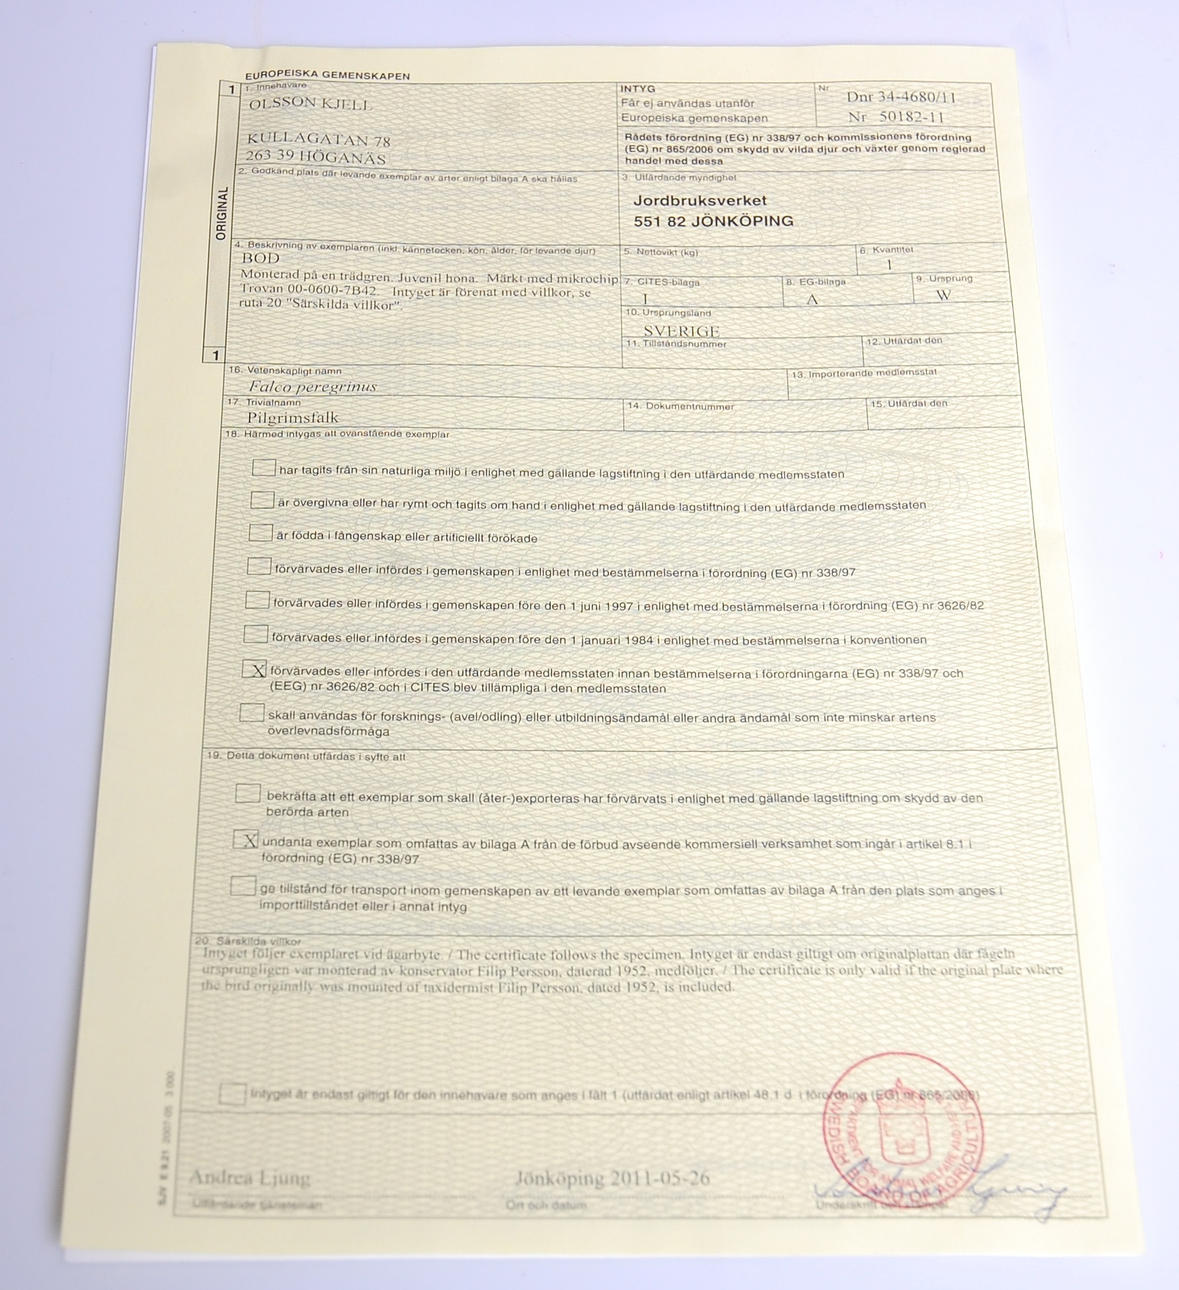 EUROPEISKA GEMENSKAPEN
1
ORIGINAL
1
1. Innehavare
OLSSON KJELL
KULLAGATAN 78
263 39 HÖGANÄS
INTYG
Får ej användas utanför
Europeiska gemenskapen
Nr
Dnr 34-4680/11
Nr 50182-11
Rådets förordning (EG) nr 338/97 och kommissionens förordning
(EG) nr 865/2006 om skydd av vilda djur och växter genom reglerad
handel med dessa
2. Godkänd plats där levande exemplar av arter enligt bilaga A ska hållas
3. Utfärdande myndighet
Jordbruksverket
551 82 JÖNKÖPING
4. Beskrivning av exemplaren (inkl. kännetecken, kön, ålder, för levande djur)
BOD
Monterad på en trädgren. Juvenil hona. Märkt med mikrochip
Trovan 00-0600-7B42. Intyget är förenat med villkor, se
ruta 20 "Särskilda villkor".
5. Nettovikt (kg)
6. Kvantitet
1
7. CITES-bilaga
I
8. EG-bilaga
A
9. Ursprung
W
10. Ursprungsland
SVERIGE
11. Tillståndsnummer
12. Utfärdat den
16. Vetenskapligt namn
Falco peregrinus
13. Importerande medlemsstat
17. Trivialnamn
Pilgrimsfalk
14. Dokumentnummer
15. Utfärdat den
18. Härmed intygas att ovanstående exemplar
har tagits från sin naturliga miljö i enlighet med gällande lagstiftning i den utfärdande medlemsstaten
är övergivna eller har rymt och tagits om hand i enlighet med gällande lagstiftning i den utfärdande medlemsstaten
är födda i fångenskap eller artificiellt förökade
förvärvades eller infördes i gemenskapen i enlighet med bestämmelserna i förordning (EG) nr 338/97
förvärvades eller infördes i gemenskapen före den 1 juni 1997 i enlighet med bestämmelserna i förordning (EG) nr 3626/82
förvärvades eller infördes i gemenskapen före den 1 januari 1984 i enlighet med bestämmelserna i konventionen
X förvärvades eller infördes i den utfärdande medlemsstaten innan bestämmelserna i förordningarna (EG) nr 338/97 och
(EEG) nr 3626/82 och i CITES blev tillämpliga i den medlemsstaten
skall användas för forsknings- (avel/odling) eller utbildningsändamål eller andra ändamål som inte minskar artens
överlevnadsförmåga
19. Detta dokument utfärdas i syfte att
bekräfta att ett exemplar som skall (åter-)exporteras har förvärvats i enlighet med gällande lagstiftning om skydd av den
berörda arten
X undanta exemplar som omfattas av bilaga A från de förbud avseende kommersiell verksamhet som ingår i artikel 8.1 i
förordning (EG) nr 338/97
ge tillstånd för transport inom gemenskapen av ett levande exemplar som omfattas av bilaga A från den plats som anges i
importtillståndet eller i annat intyg
20. Särskilda villkor
Intyget följer exemplaret vid ägarbyte. / The certificate follows the specimen. Intyget är endast giltigt om originalplattan där fågeln
ursprungligen var monterad av konservator Filip Persson, daterad 1952, medföljer. / The certificate is only valid if the original plate where
the bird originally was mounted of taxidermist Filip Persson, dated 1952, is included.
Intyget är endast giltigt för den innehavare som anges i fält 1 (utfärdat enligt artikel 48.1 d i förordning (EG) nr 865/2006)
SWEDISH BOARD OF AGRICULTURE
Andrea Ljung
Jönköping 2011-05-26
Utfärdande tjänsteman
Ort och datum
Underskrift och stämpel
SJV E 9.21 2007-05 3 000